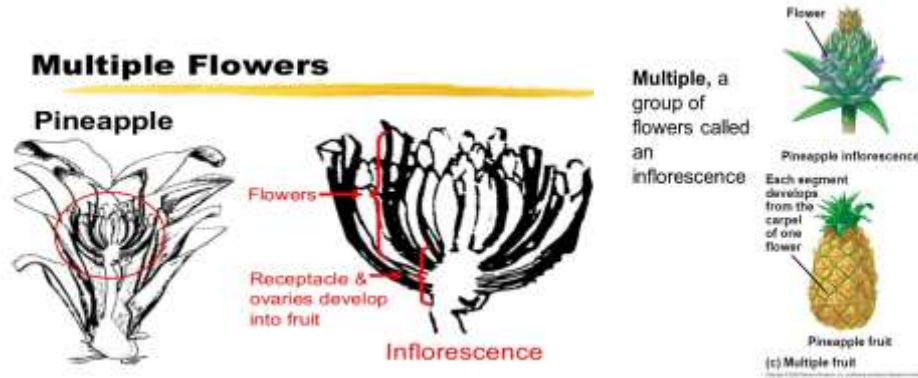 Multiple Flowers
Pineapple
Flowers
Receptacle &
ovaries develop
into fruit
Inflorescence
Multiple, a
group of
flowers called
an
inflorescence
Flower
Pineapple inflorescence
Each segment
develops
from the
carpel
of one
flower
Pineapple fruit
(c) Multiple fruit